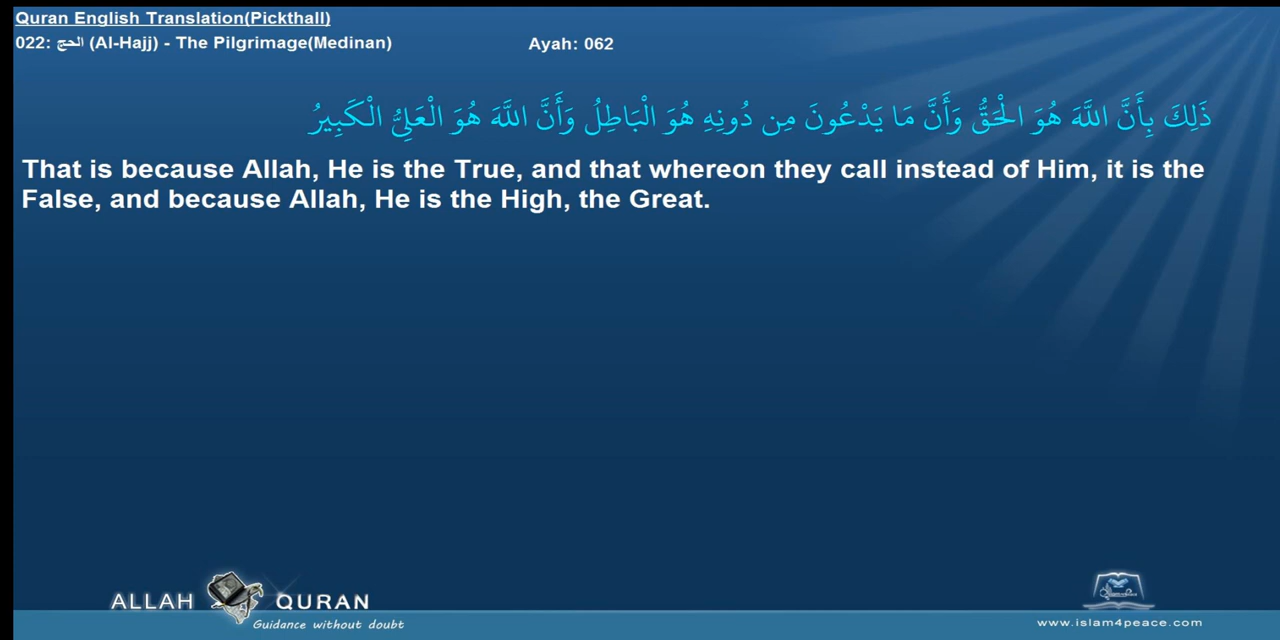 Quran English Translation(Pickthall)
022: الحج (Al-Hajj) - The Pilgrimage(Medinan) Ayah: 062
ذَلِكَ بِأَنَّ اللَّهَ هُوَ الْحَقُّ وَأَنَّ مَا يَدْعُونَ مِن دُونِهِ هُوَ الْبَاطِلُ وَأَنَّ اللَّهَ هُوَ الْعَلِيُّ الْكَبِيرُ
That is because Allah, He is the True, and that whereon they call instead of Him, it is the
False, and because Allah, He is the High, the Great.
ALLAH QURAN
Guidance without doubt
www.islam4peace.com